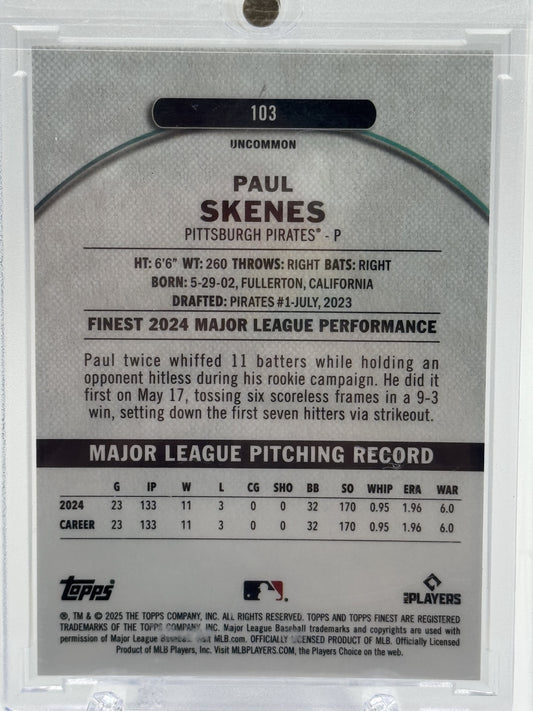 103
UNCOMMON
PAUL
SKENES
PITTSBURGH PIRATES® - P
HT: 6'6" WT: 260 THROWS: RIGHT BATS: RIGHT
BORN: 5-29-02, FULLERTON, CALIFORNIA
DRAFTED: PIRATES #1-JULY, 2023
FINEST 2024 MAJOR LEAGUE PERFORMANCE
Paul twice whiffed 11 batters while holding an
opponent hitless during his rookie campaign. He did it
first on May 17, tossing six scoreless frames in a 9-3
win, setting down the first seven hitters via strikeout.
MAJOR LEAGUE PITCHING RECORD
G IP W L CG SHO BB SO WHIP ERA WAR
2024 23 133 11 3 0 0 32 170 0.95 1.96 6.0
CAREER 23 133 11 3 0 0 32 170 0.95 1.96 6.0
topps PLAYERS
®, TM & © 2025 THE TOPPS COMPANY, INC. ALL RIGHTS RESERVED. TOPPS AND TOPPS FINEST ARE REGISTERED
TRADEMARKS OF THE TOPPS COMPANY, INC. Major League Baseball trademarks and copyrights are used with
permission of Major League Baseball. Visit MLB.com. OFFICIALLY LICENSED PRODUCT OF MLB. Officially Licensed
Product of MLB Players, Inc. Visit MLBPLAYERS.COM, the Players Choice on the web.